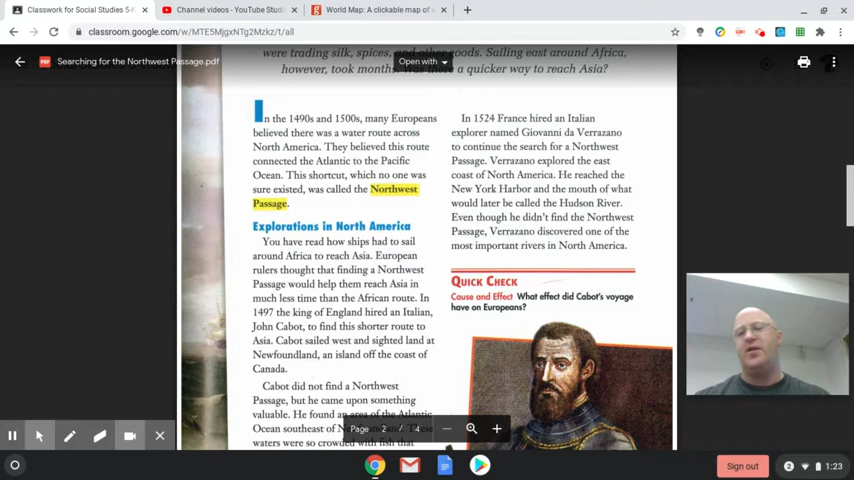 Classwork for Social Studies 5-
Channel videos - YouTube Studi
World Map: A clickable map of w
classroom.google.com/w/MTE5MjgxNTg2Mzkz/t/all
Searching for the Northwest Passage.pdf
Open with
were trading silk, spices, and other goods. Sailing east around Africa,
however, took months. Was there a quicker way to reach Asia?
In the 1490s and 1500s, many Europeans
believed there was a water route across
North America. They believed this route
connected the Atlantic to the Pacific
Ocean. This shortcut, which no one was
sure existed, was called the Northwest
Passage.
Explorations in North America
You have read how ships had to sail
around Africa to reach Asia. European
rulers thought that finding a Northwest
Passage would help them reach Asia in
much less time than the African route. In
1497 the king of England hired an Italian,
John Cabot, to find this shorter route to
Asia. Cabot sailed west and sighted land at
Newfoundland, an island off the coast of
Canada.
Cabot did not find a Northwest
Passage, but he came upon something
valuable. He found an area of the Atlantic
Ocean southeast of
waters were so crowded with fish that
In 1524 France hired an Italian
explorer named Giovanni da Verrazano
to continue the search for a Northwest
Passage. Verrazano explored the east
coast of North America. He reached the
New York Harbor and the mouth of what
would later be called the Hudson River.
Even though he didn't find the Northwest
Passage, Verrazano discovered one of the
most important rivers in North America.
QUICK CHECK
Cause and Effect What effect did Cabot's voyage
have on Europeans?
Page 2 / 4
Sign out
2
1:23